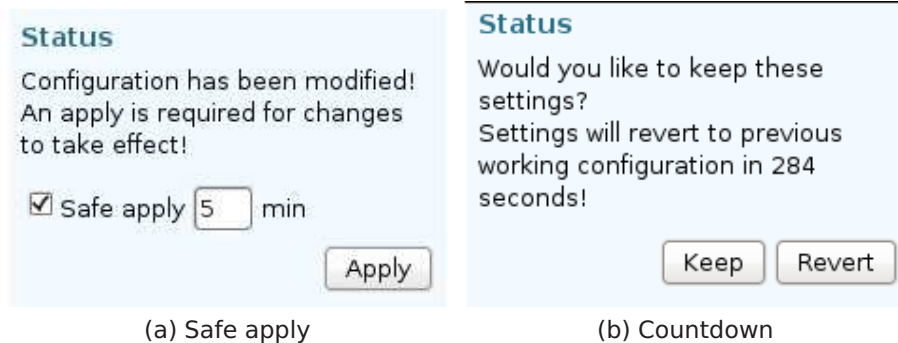 Status
Configuration has been modified!
An apply is required for changes
to take effect!
Safe apply 5 min
Apply
(a) Safe apply
Status
Would you like to keep these
settings?
Settings will revert to previous
working configuration in 284
seconds!
Keep Revert
(b) Countdown